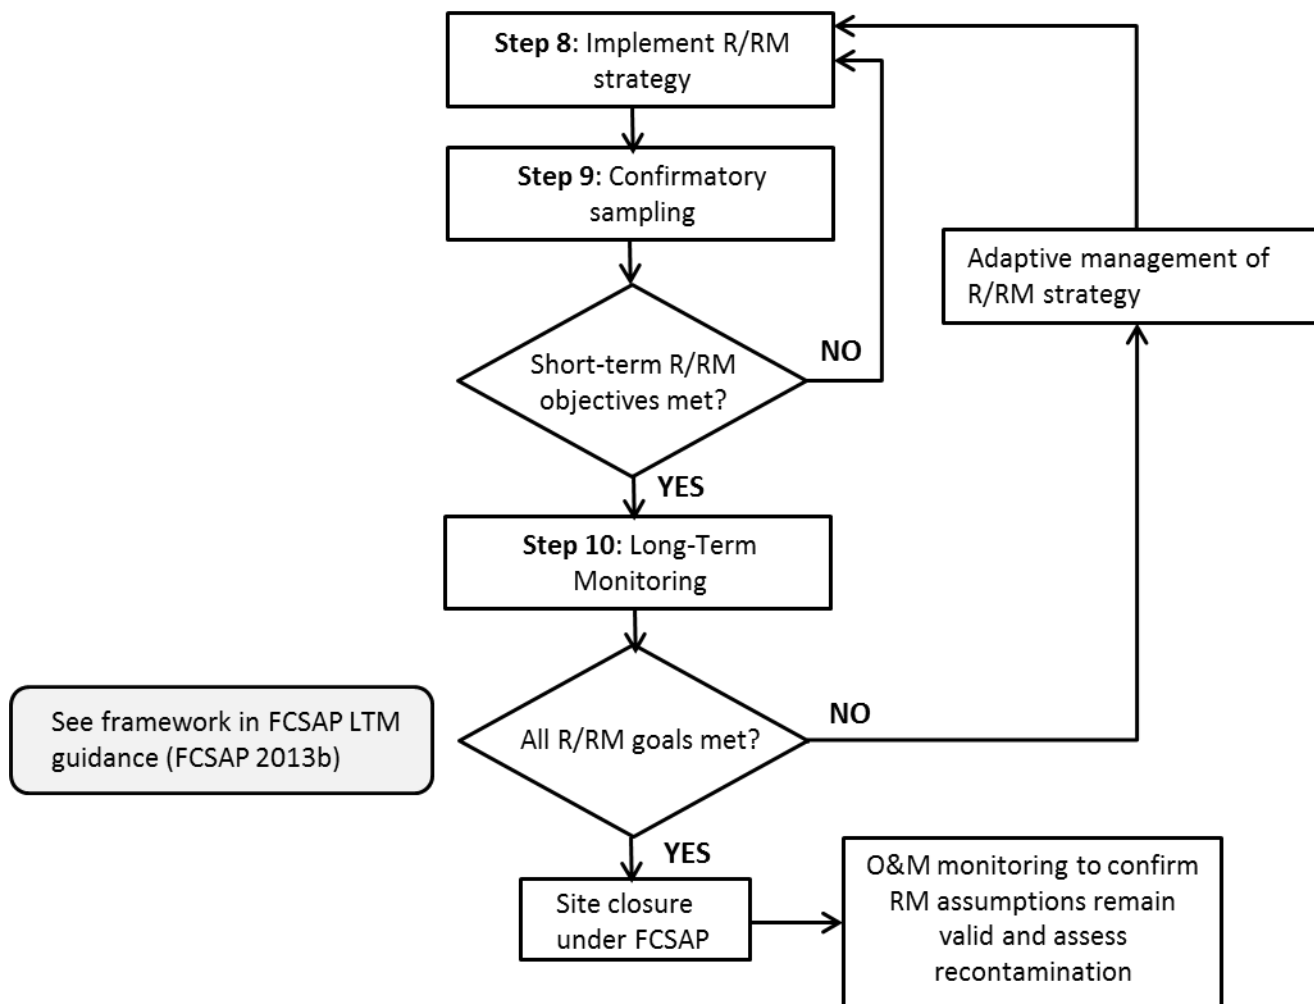 Step 8: Implement R/RM
strategy
Step 9: Confirmatory
sampling
Adaptive management of
R/RM strategy
NO
Short-term R/RM
objectives met?
YES
Step 10: Long-Term
Monitoring
See framework in FCSAP LTM
guidance (FCSAP 2013b)
NO
All R/RM goals met?
YES
Site closure
under FCSAP
O&M monitoring to confirm
RM assumptions remain
valid and assess
recontamination